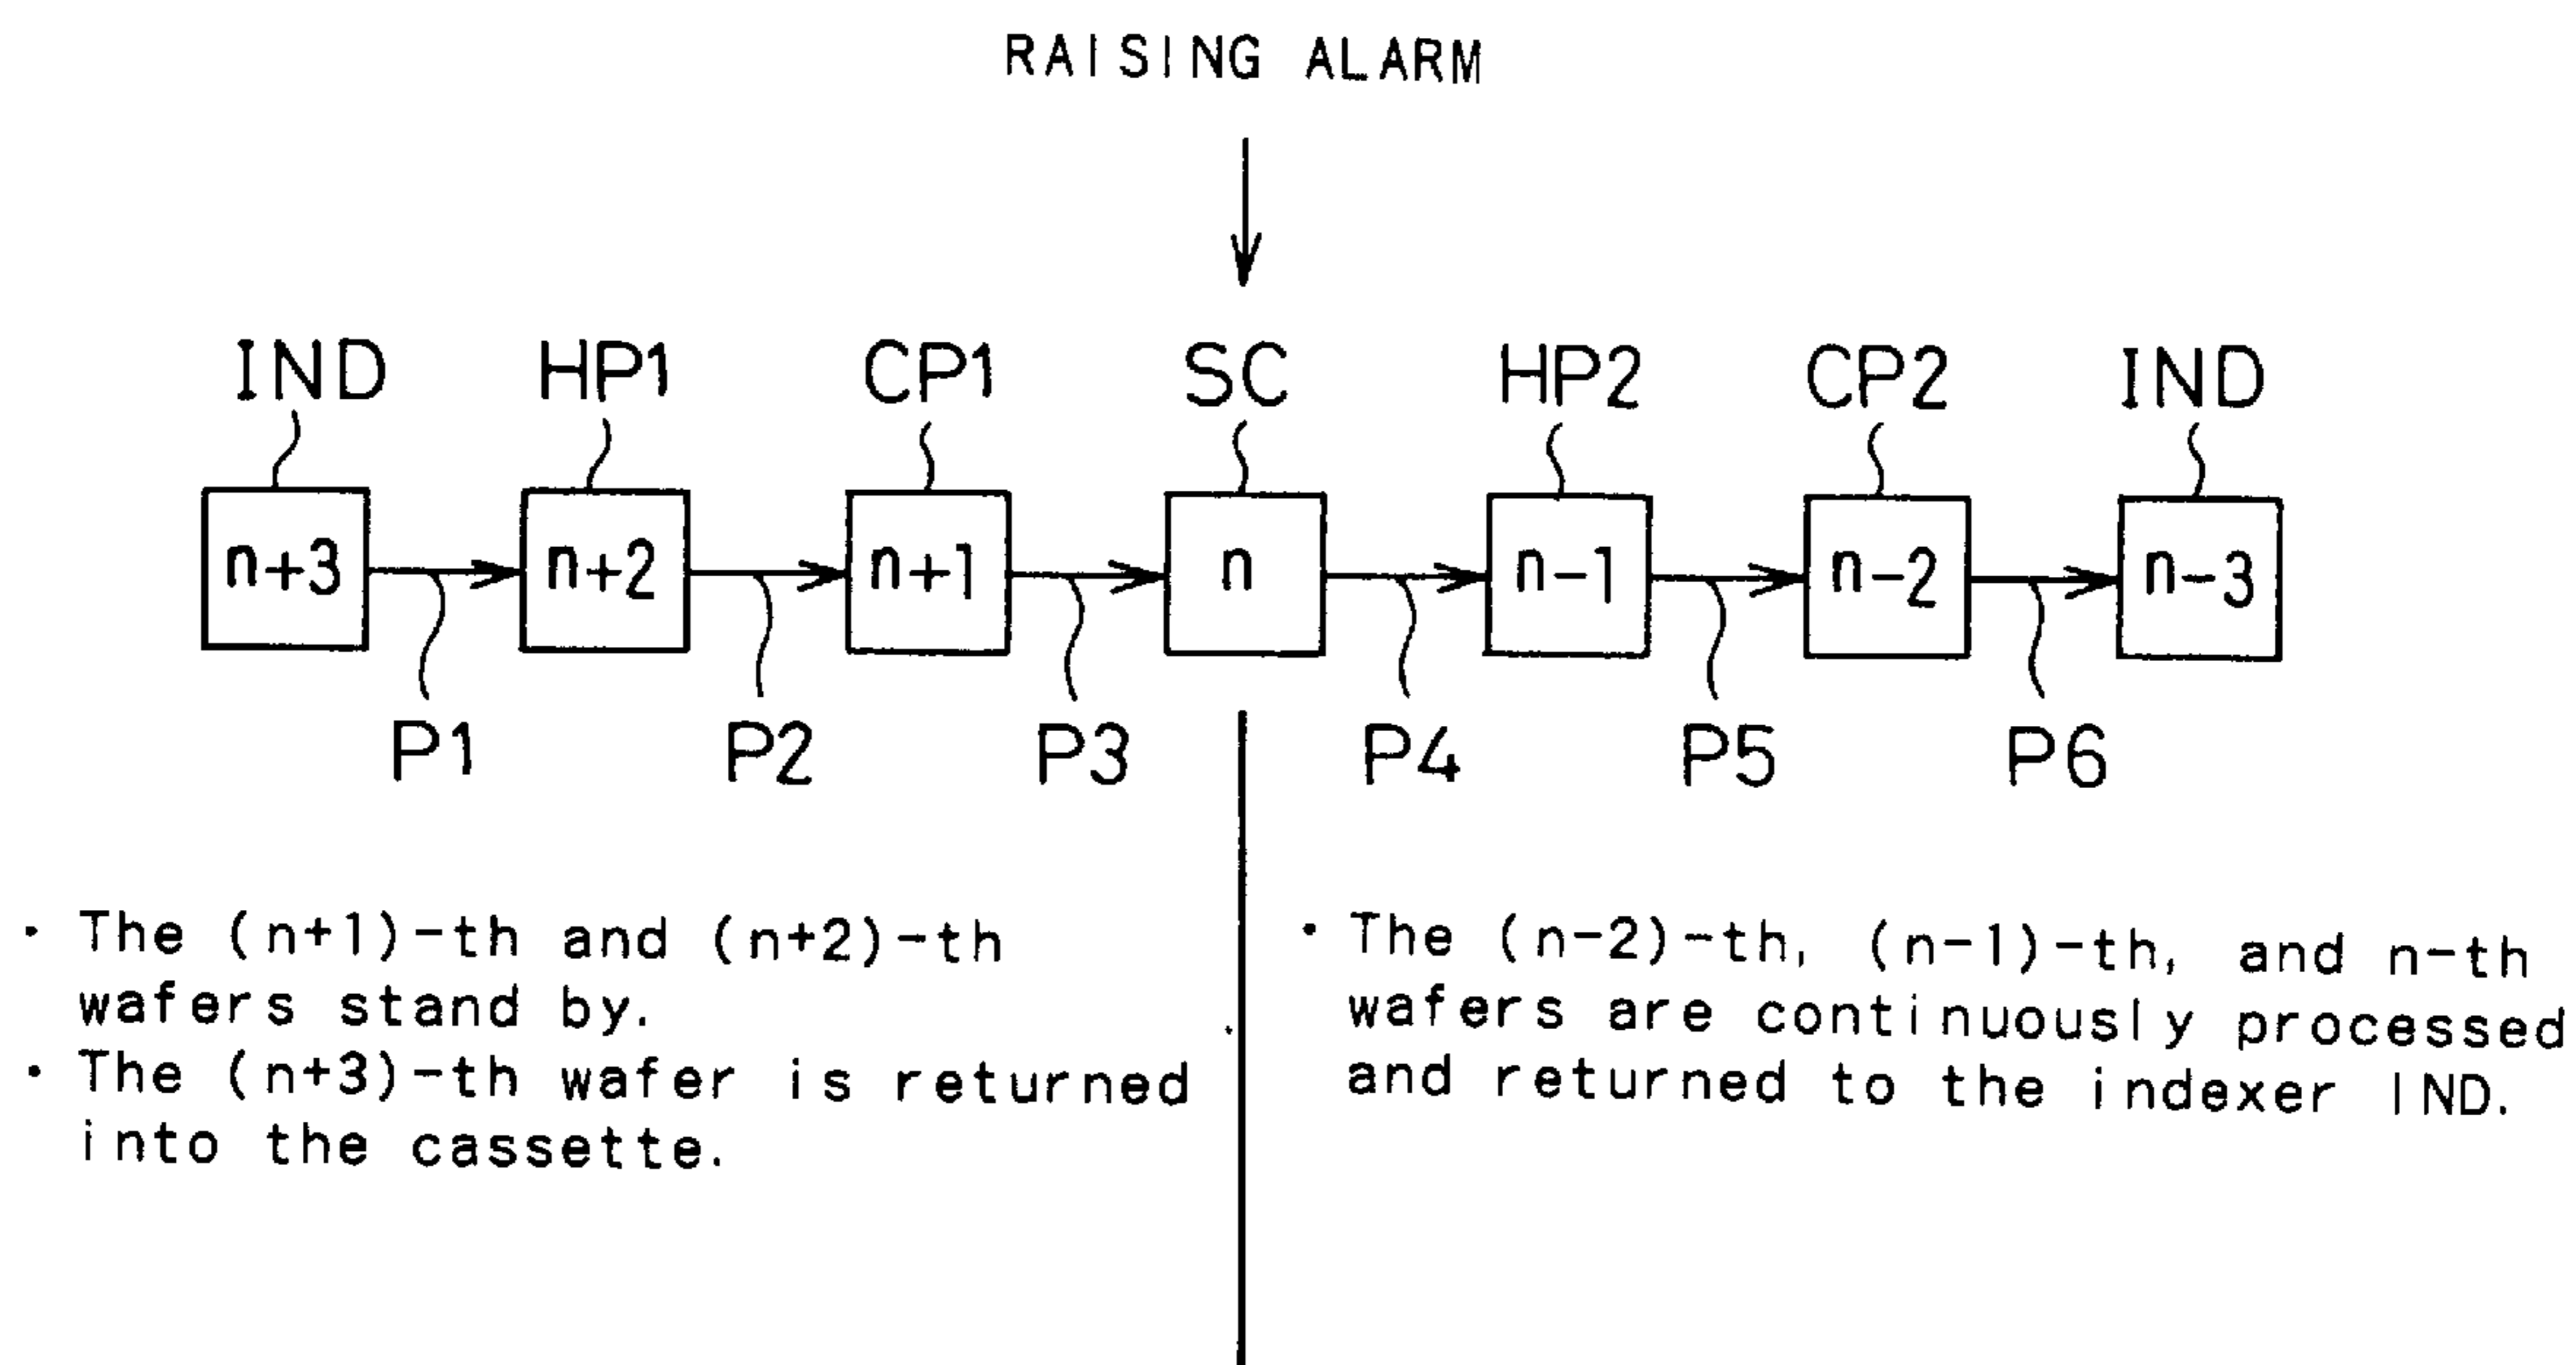 RAISING ALARM
IND HP1 CP1 SC HP2 CP2 IND
n+3 n+2 n+1 n n-1 n-2 n-3
P1 P2 P3 P4 P5 P6
· The (n+1)-th and (n+2)-th
wafers stand by.
· The (n+3)-th wafer is returned
into the cassette.
· The (n-2)-th, (n-1)-th, and n-th
wafers are continuously processed
and returned to the indexer IND.